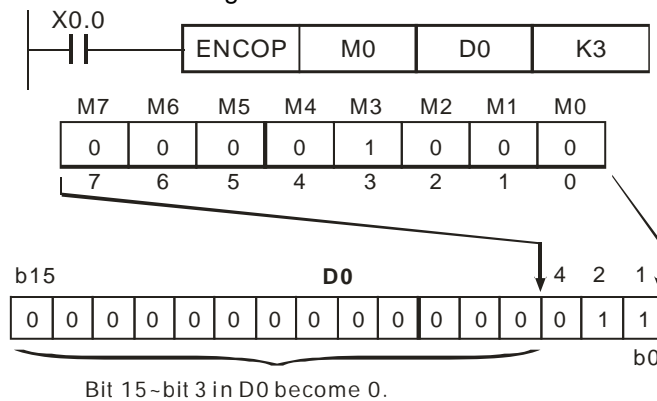 X0.0
ENCOP M0 D0 K3
M7 M6 M5 M4 M3 M2 M1 M0
0 0 0 0 1 0 0 0
7 6 5 4 3 2 1 0
b15 D0 4 2 1
0 0 0 0 0 0 0 0 0 0 0 0 0 0 1 1
b0
Bit 15~bit 3 in D0 become 0.